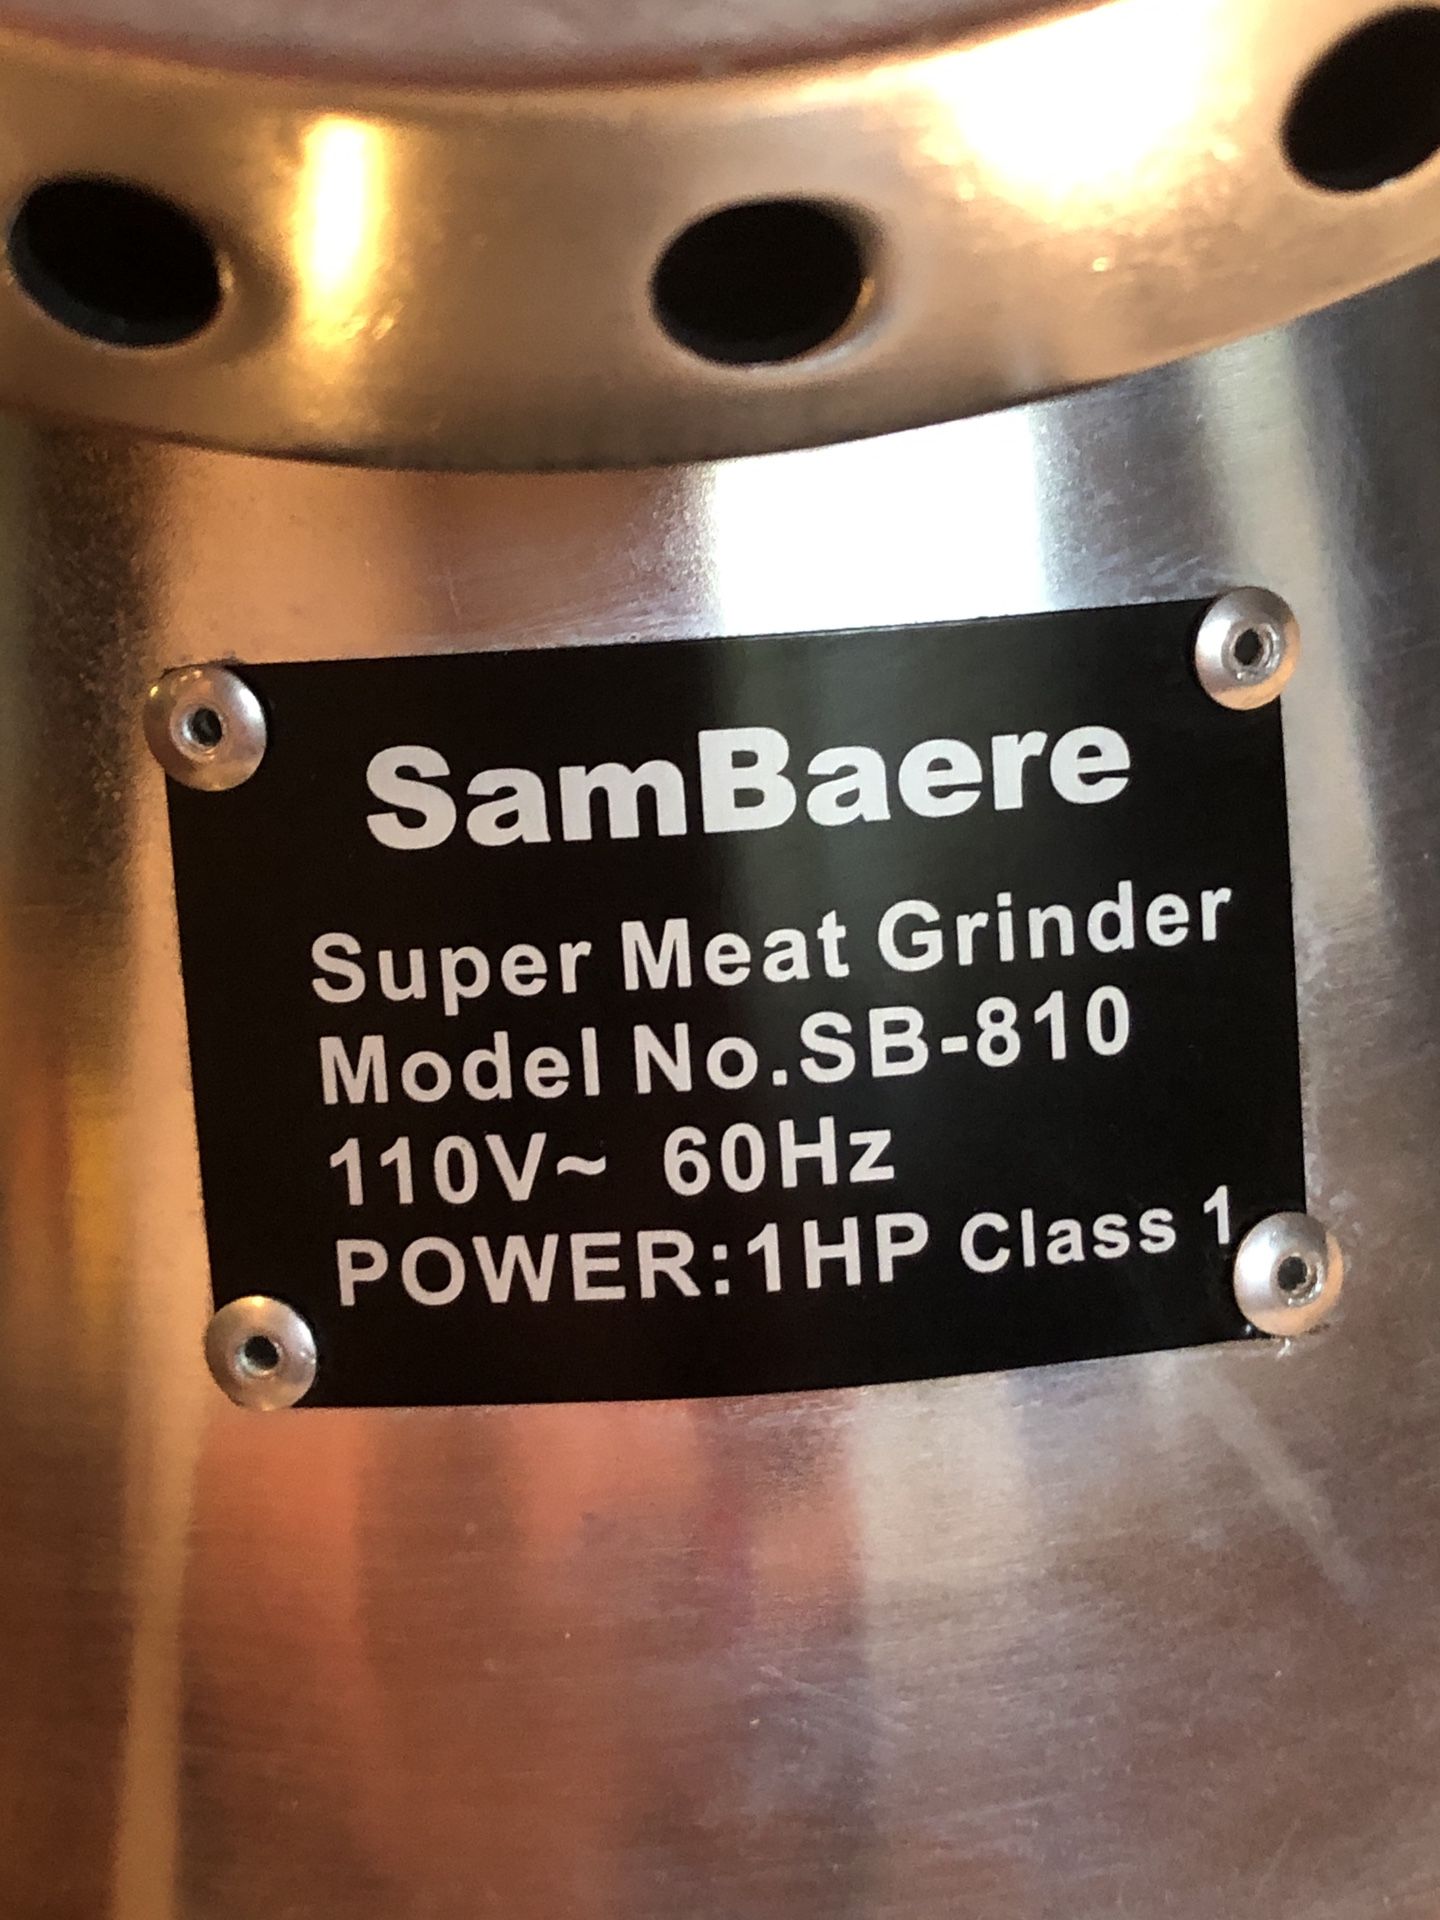 SamBaere
Super Meat Grinder
Model No.SB-810
110V~ 60Hz
POWER:1HP Class 1